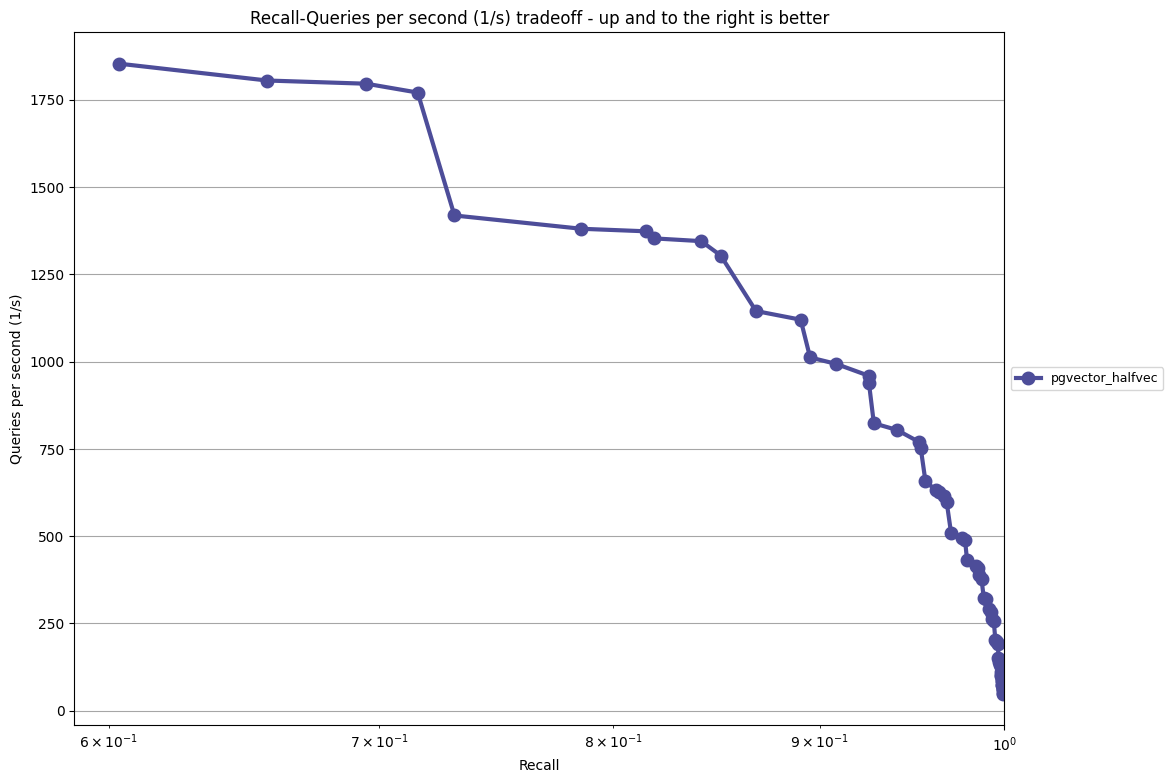 Recall-Queries per second (1/s) tradeoff - up and to the right is better
Queries per second (1/s)
1750
1500
1250
1000
750
500
250
0
6 × 10⁻¹
7 × 10⁻¹
8 × 10⁻¹
9 × 10⁻¹
10⁰
Recall
pgvector_halfvec